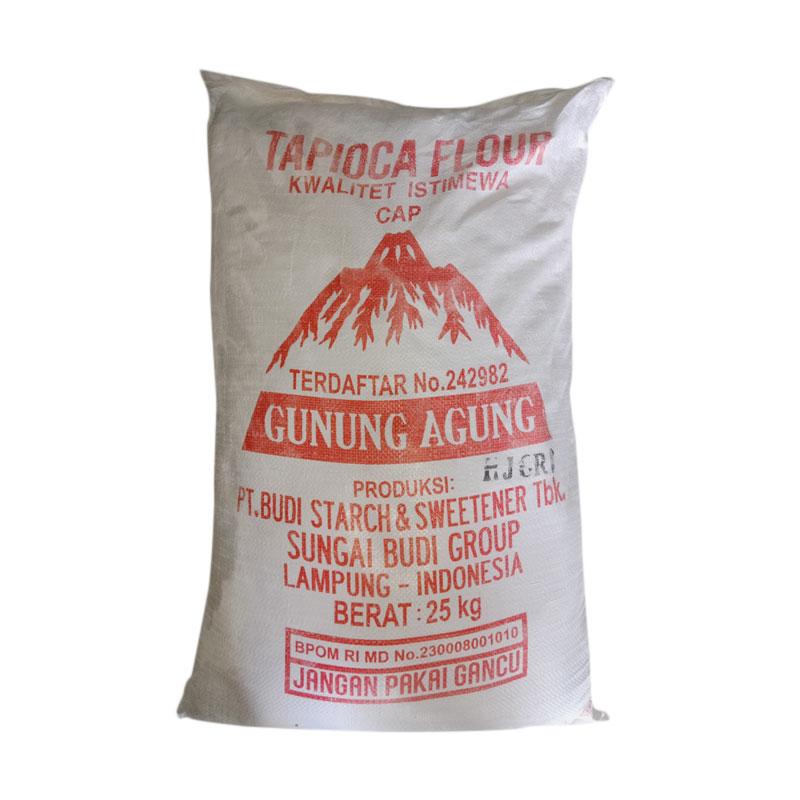 TAPIOCA FLOUR
KWALITET ISTIMEWA
CAP
TERDAFTAR No.242982
GUNUNG AGUNG
PRODUKSI:
PT.BUDI STARCH & SWEETENER Tbk.
SUNGAI BUDI GROUP
LAMPUNG - INDONESIA
BERAT : 25 kg
BPOM RI MD No.230008001010
JANGAN PAKAI GANCU